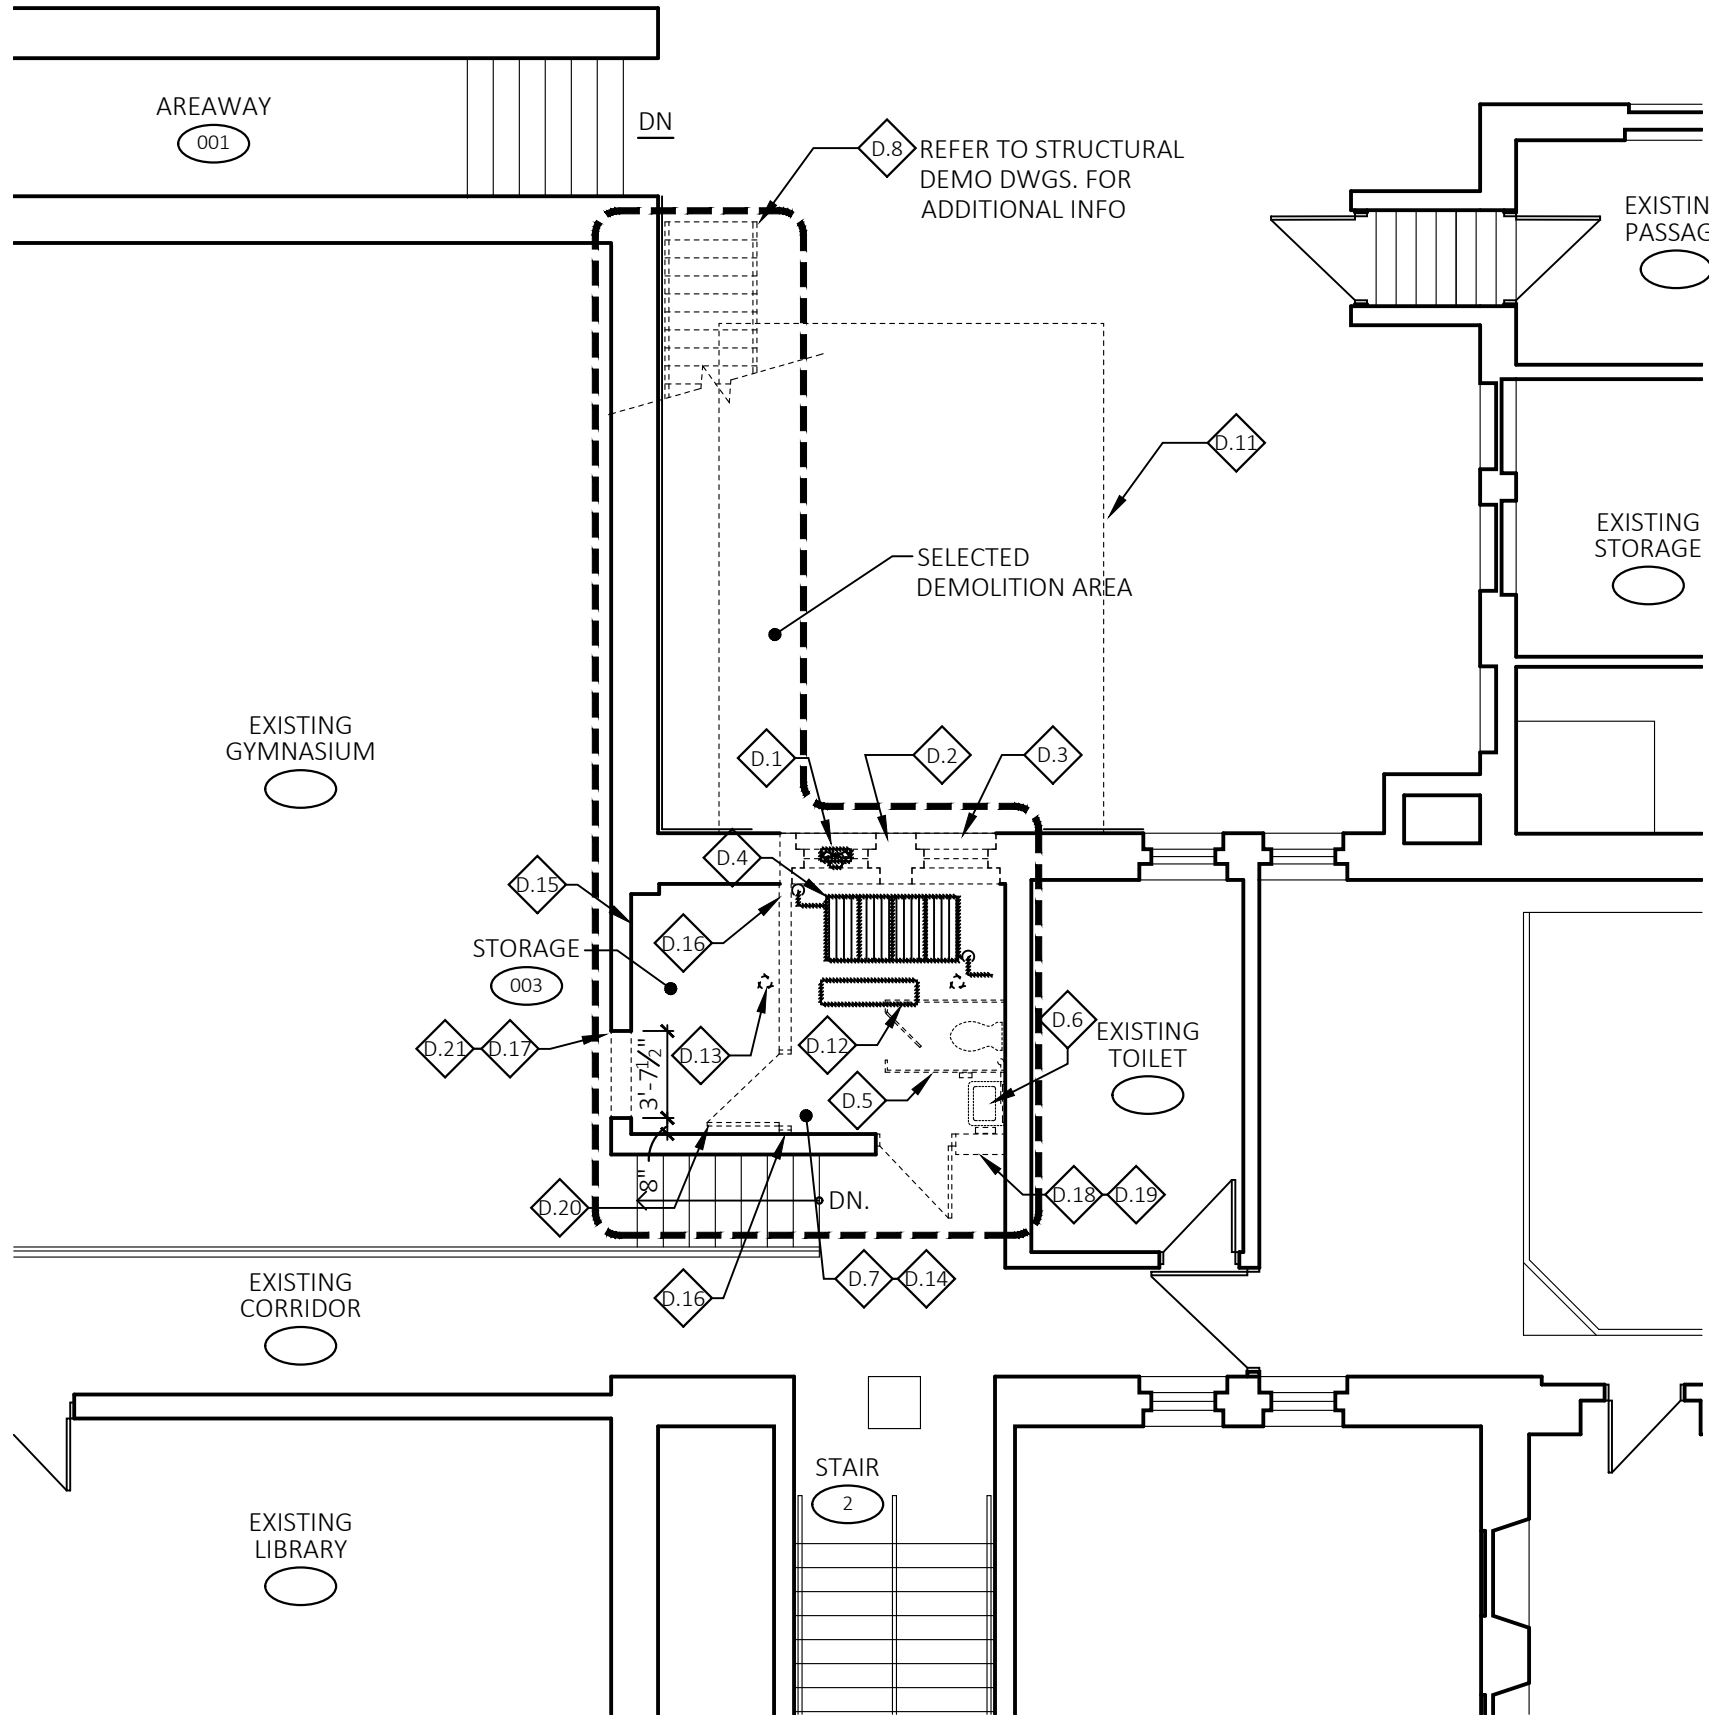 AREAWAY
001
DN
D.8
REFER TO STRUCTURAL
DEMO DWGS. FOR
ADDITIONAL INFO
D.11
SELECTED
DEMOLITION AREA
EXISTING
STORAGE
EXISTING
GYMNASIUM
D.1
D.2
D.3
D.4
D.15
D.16
STORAGE
003
D.21
D.17
3'-7 1/2"
D.13
D.12
D.6
EXISTING
TOILET
D.5
8"
DN.
D.20
D.18
D.19
D.16
D.7
D.14
EXISTING
CORRIDOR
STAIR
2
EXISTING
LIBRARY